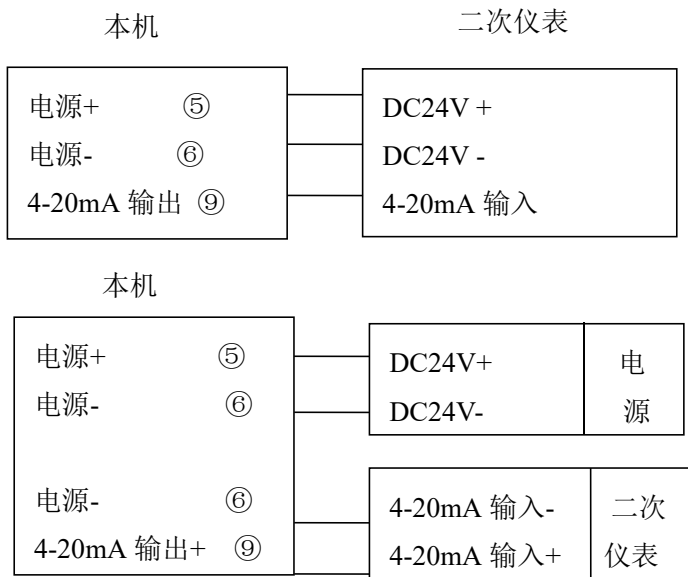 本机 二次仪表
电源+ ⑤ DC24V +
电源- ⑥ DC24V -
4-20mA 输出 ⑨ 4-20mA 输入
本机
电源+ ⑤ DC24V+ 电
电源- ⑥ DC24V- 源
电源- ⑥ 4-20mA 输入- 二次
4-20mA 输出+ ⑨ 4-20mA 输入+ 仪表